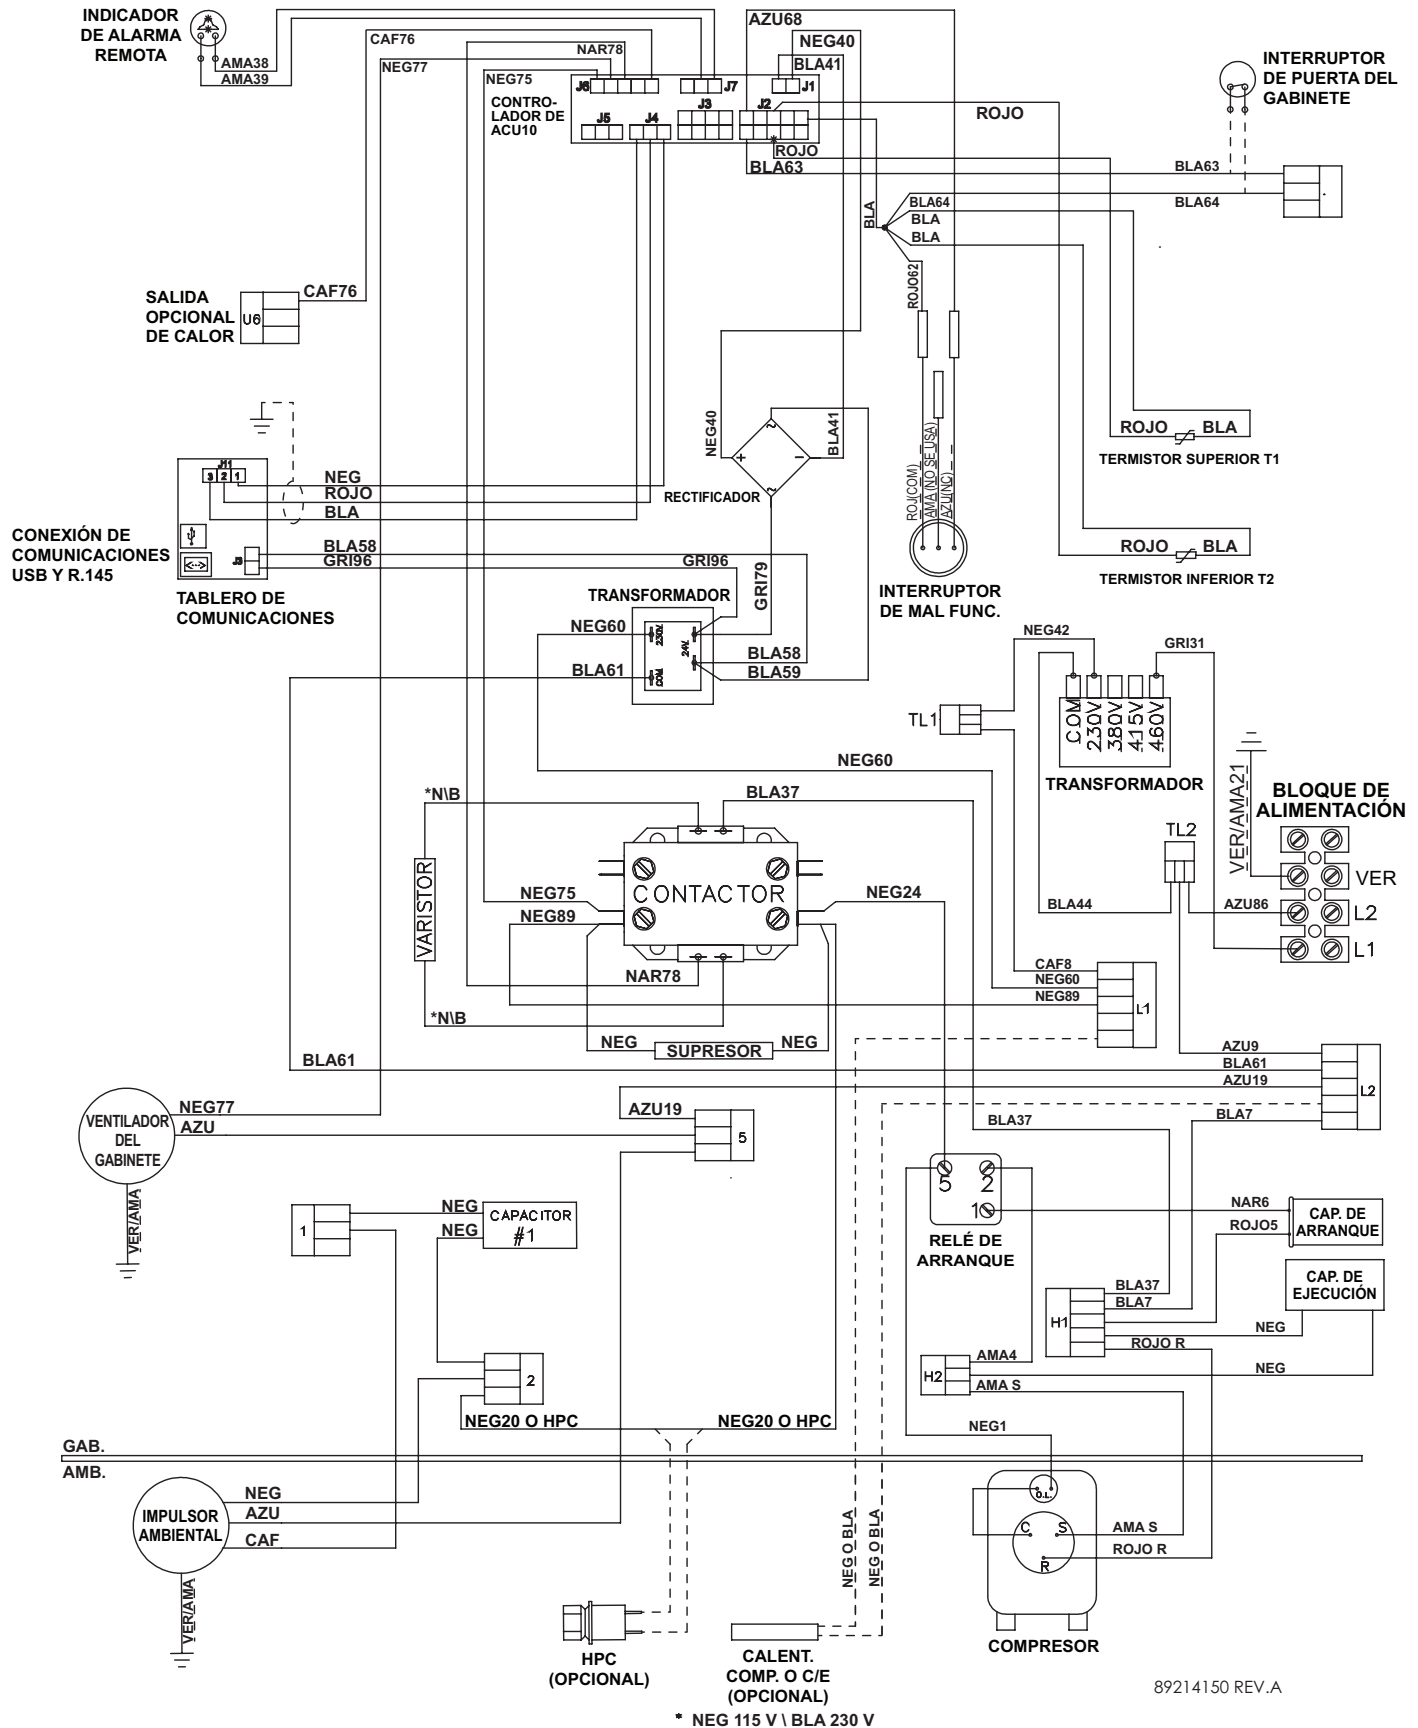 INDICADOR
DE ALARMA
REMOTA
AMA38
AMA39
CAF76
NAR78
NEG77
NEG75
AZU68
NEG40
BLA41
J6
J7
J1
CONTRO-
LADOR DE
ACU10
J3
J2
J5
J4
ROJO
ROJO
BLA63
INTERRUPTOR
DE PUERTA DEL
GABINETE
BLA63
BLA64
BLA
BLA64
BLA
BLA
ROJO62
SALIDA
OPCIONAL
DE CALOR
U6
CAF76
NEG40
BLA41
RECTIFICADOR
ROJ(COM)
AMA(NO SE USA)
AZU(NC)
ROJO
BLA
TERMISTOR SUPERIOR T1
ROJO
BLA
TERMISTOR INFERIOR T2
J11
3 2 1
NEG
ROJO
BLA
CONEXIÓN DE
COMUNICACIONES
USB Y R.145
J3
BLA58
GRI96
TABLERO DE
COMUNICACIONES
GRI96
GRI79
INTERRUPTOR
DE MAL FUNC.
TRANSFORMADOR
NEG60
230V
24V
BLA61
COM
BLA58
BLA59
NEG42
GRI31
TL1
COM
230V
380V
415V
460V
TRANSFORMADOR
NEG60
BLOQUE DE
ALIMENTACIÓN
VER/AMA21
TL2
VER
L2
L1
BLA44
AZU86
*N\B
BLA37
VARISTOR
CONTACTOR
NEG75
NEG89
NEG24
NAR78
*N\B
NEG
SUPRESOR
NEG
CAF8
NEG60
NEG89
L1
BLA61
AZU9
BLA61
AZU19
BLA7
L2
VENTILADOR
DEL
GABINETE
NEG77
AZU
AZU19
5
BLA37
VER/AMA
5
2
1
RELÉ DE
ARRANQUE
NAR6
ROJO5
CAP. DE
ARRANQUE
CAP. DE
EJECUCIÓN
1
NEG
NEG
CAPACITOR
#1
BLA37
BLA7
H1
NEG
ROJO R
AMA4
H2
NEG
AMA S
2
NEG20 O HPC
NEG20 O HPC
NEG1
GAB.
AMB.
IMPULSOR
AMBIENTAL
NEG
AZU
CAF
VER/AMA
NEG O BLA
NEG O BLA
O.L.
C
S
R
AMA S
ROJO R
COMPRESOR
HPC
(OPCIONAL)
CALENT.
COMP. O C/E
(OPCIONAL)
* NEG 115 V \ BLA 230 V
89214150 REV.A